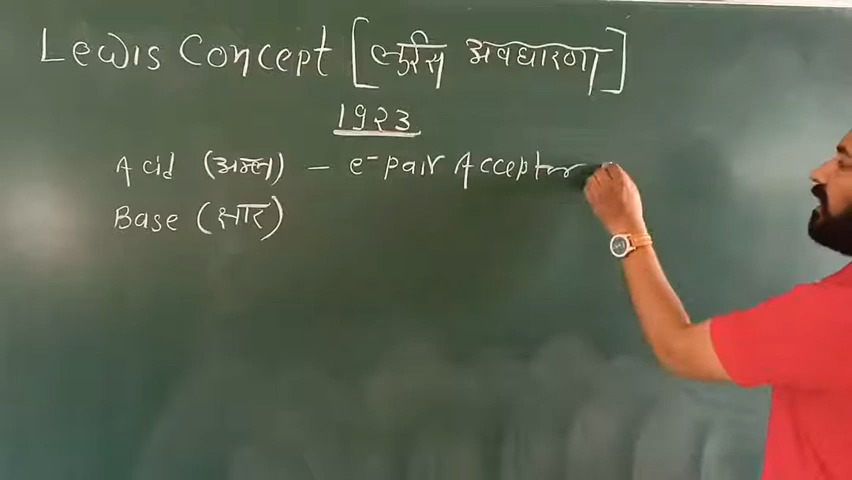 Lewis Concept [लुईस अवधारणा]
1923
Acid (अम्ल) – e⁻pair Acceptor
Base (क्षार)